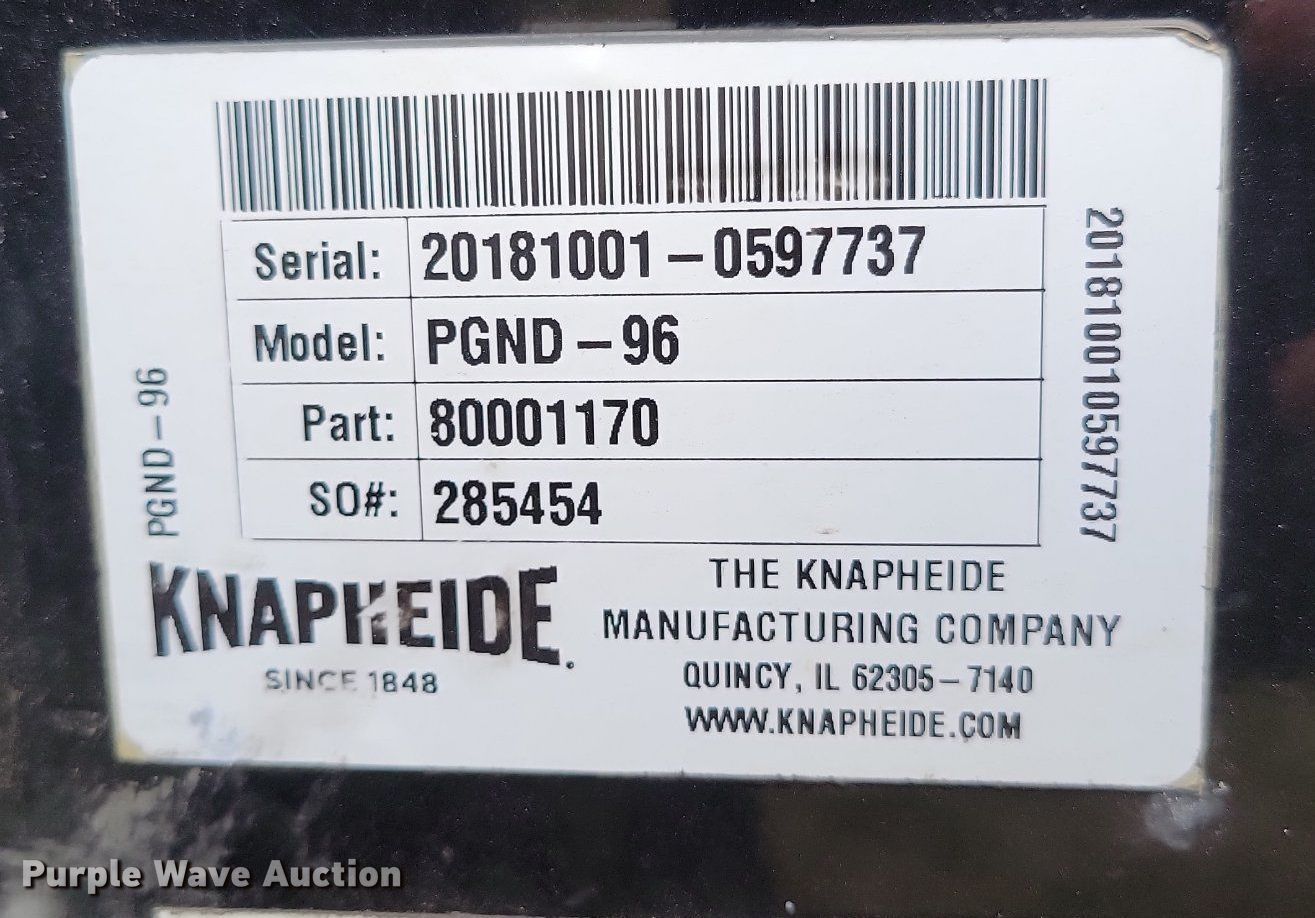 Serial: 20181001-0597737
Model: PGND-96
Part: 80001170
SO#: 285454
PGND-96
201810010597737
KNAPHEIDE.
SINCE 1848
THE KNAPHEIDE
MANUFACTURING COMPANY
QUINCY, IL 62305-7140
WWW.KNAPHEIDE.COM
Purple Wave Auction